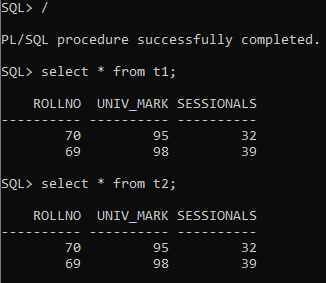 SQL> /
PL/SQL procedure successfully completed.
SQL> select * from t1;
    ROLLNO  UNIV_MARK SESSIONALS
---------- ---------- ----------
        70         95         32
        69         98         39
SQL> select * from t2;
    ROLLNO  UNIV_MARK SESSIONALS
---------- ---------- ----------
        70         95         32
        69         98         39